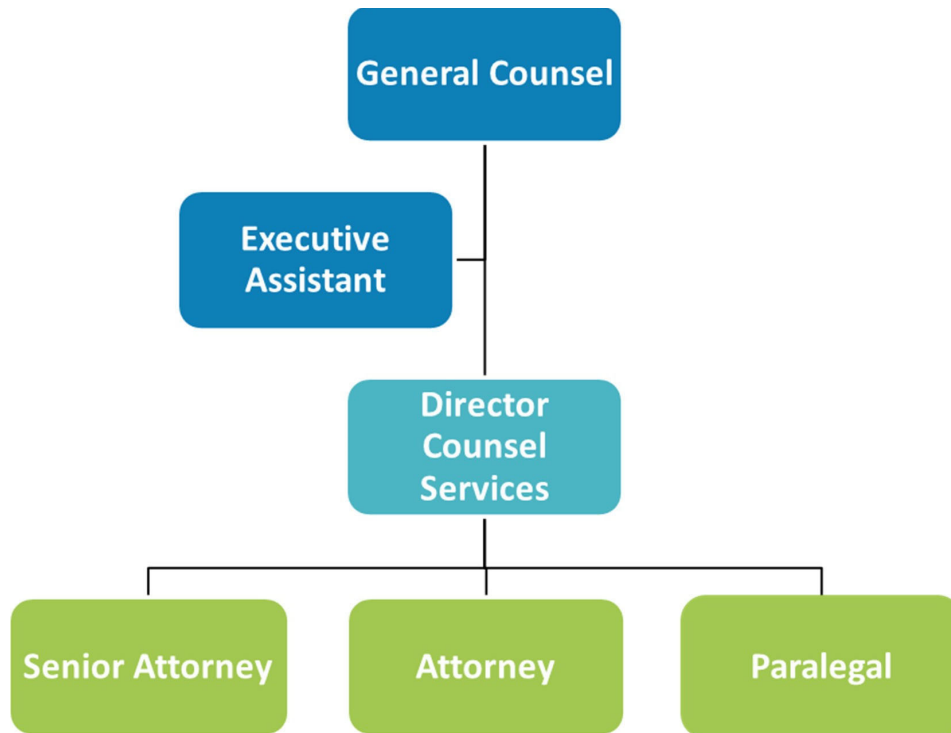 General Counsel
Executive
Assistant
Director
Counsel
Services
Senior Attorney
Attorney
Paralegal